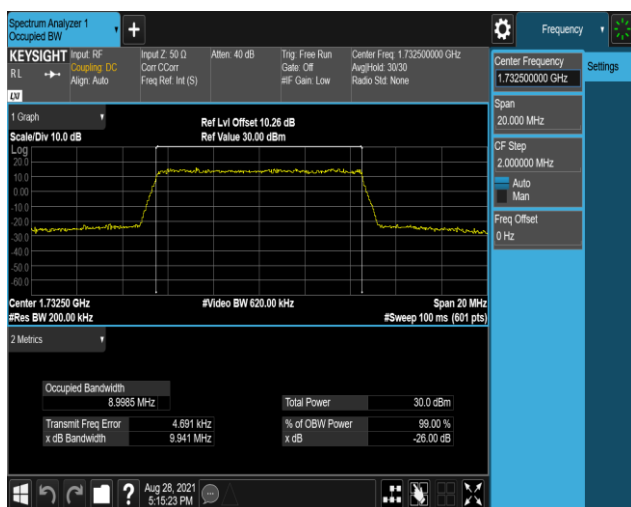 Spectrum Analyzer 1
Occupied BW
Frequency
KEYSIGHT
Input: RF
Input Z: 50 Ω
Atten: 40 dB
Trig: Free Run
Center Freq: 1.732500000 GHz
RL
Coupling: DC
Corr CCorr
Gate: Off
Avg|Hold: 30/30
Align: Auto
Freq Ref: Int (S)
#IF Gain: Low
Radio Std: None
LXI
Center Frequency
1.732500000 GHz
Settings
Span
20.000 MHz
CF Step
2.000000 MHz
Auto
Man
Freq Offset
0 Hz
1 Graph
Ref Lvl Offset 10.26 dB
Scale/Div 10.0 dB
Ref Value 30.00 dBm
Log
20.0
10.0
0.00
-10.0
-20.0
-30.0
-40.0
-50.0
-60.0
Center 1.73250 GHz
#Video BW 620.00 kHz
Span 20 MHz
#Res BW 200.00 kHz
#Sweep 100 ms (601 pts)
2 Metrics
Occupied Bandwidth
8.9985 MHz
Total Power
30.0 dBm
Transmit Freq Error
4.691 kHz
% of OBW Power
99.00 %
x dB Bandwidth
9.941 MHz
x dB
-26.00 dB
?
Aug 28, 2021
5:15:23 PM